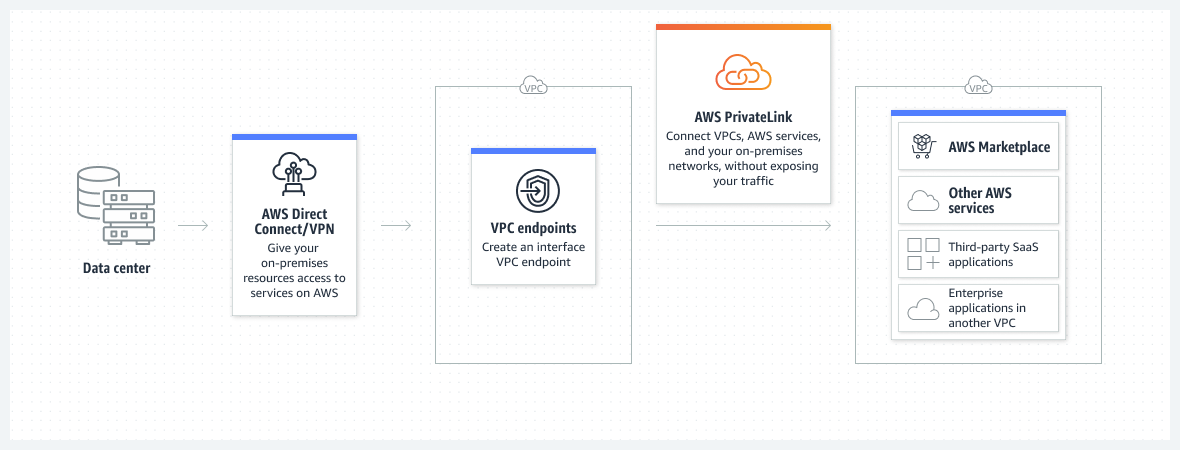 Data center
AWS Direct
Connect/VPN
Give your
on-premises
resources access to
services on AWS
VPC
VPC endpoints
Create an interface
VPC endpoint
AWS PrivateLink
Connect VPCs, AWS services,
and your on-premises
networks, without exposing
your traffic
VPC
AWS Marketplace
Other AWS
services
Third-party SaaS
applications
Enterprise
applications in
another VPC